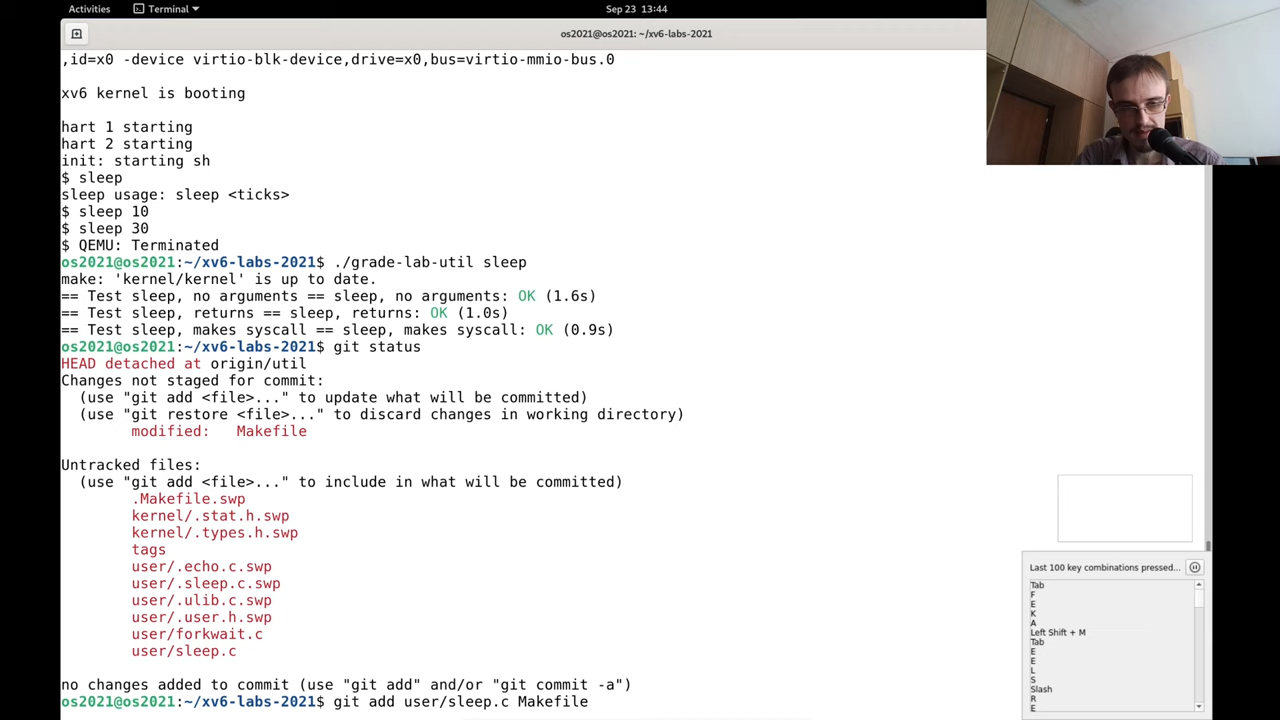 Activities
Terminal
Sep 23 13:44
os2021@os2021: ~/xv6-labs-2021
,id=x0 -device virtio-blk-device,drive=x0,bus=virtio-mmio-bus.0
xv6 kernel is booting
hart 1 starting
hart 2 starting
init: starting sh
$ sleep
sleep usage: sleep <ticks>
$ sleep 10
$ sleep 30
$ QEMU: Terminated
os2021@os2021:~/xv6-labs-2021$ ./grade-lab-util sleep
make: 'kernel/kernel' is up to date.
== Test sleep, no arguments == sleep, no arguments: OK (1.6s)
== Test sleep, returns == sleep, returns: OK (1.0s)
== Test sleep, makes syscall == sleep, makes syscall: OK (0.9s)
os2021@os2021:~/xv6-labs-2021$ git status
HEAD detached at origin/util
Changes not staged for commit:
(use "git add <file>..." to update what will be committed)
(use "git restore <file>..." to discard changes in working directory)
modified:   Makefile
Untracked files:
(use "git add <file>..." to include in what will be committed)
.Makefile.swp
kernel/.stat.h.swp
kernel/.types.h.swp
tags
user/.echo.c.swp
user/.sleep.c.swp
user/.ulib.c.swp
user/.user.h.swp
user/forkwait.c
user/sleep.c
no changes added to commit (use "git add" and/or "git commit -a")
os2021@os2021:~/xv6-labs-2021$ git add user/sleep.c Makefile
Last 100 key combinations pressed...
Tab
F
E
K
A
Left Shift + M
Tab
E
E
L
S
Slash
R
E